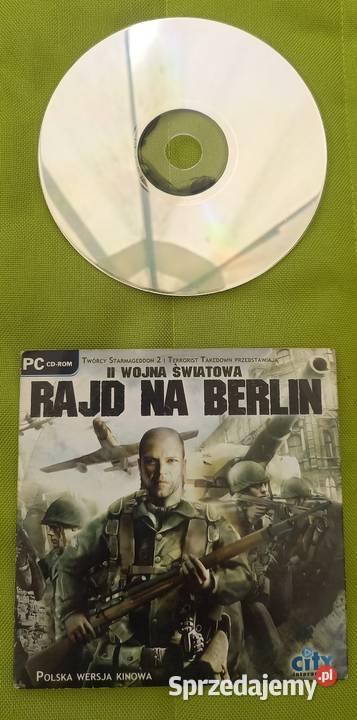 PC CD-ROM
Twórcy Starmageddon 2 i Terrorist Takedown przedstawiają
II WOJNA ŚWIATOWA
RAJD NA BERLIN
city
interactive
Polska wersja kinowa
Sprzedajemy.pl